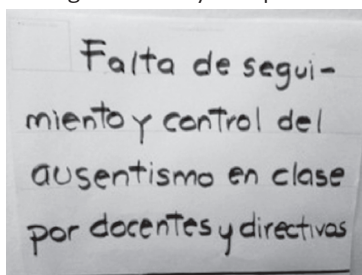 Falta de segui-
miento y control del
ausentismo en clase
por docentes y directivas